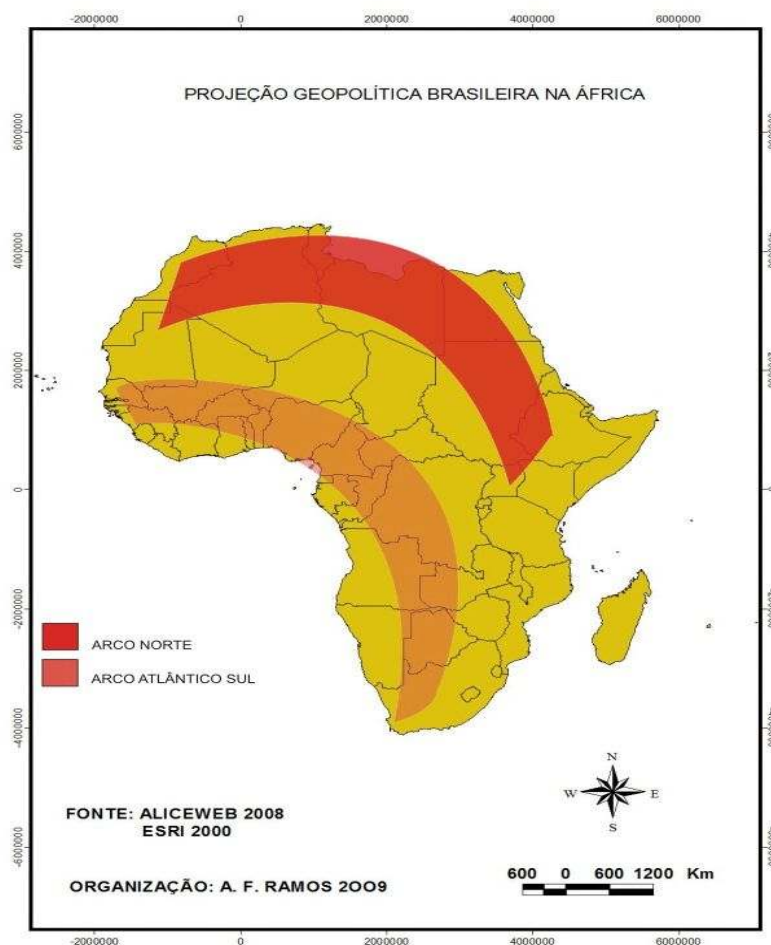 -2000000 0 2000000 4000000 6000000
PROJEÇÃO GEOPOLÍTICA BRASILEIRA NA ÁFRICA
6000000
4000000
2000000
0
-2000000
-4000000
-6000000
ARCO NORTE
ARCO ATLÂNTICO SUL
N
W E
S
FONTE: ALICEWEB 2008
ESRI 2000
600 0 600 1200 Km
ORGANIZAÇÃO: A. F. RAMOS 2OO9
-2000000 0 2000000 4000000 6000000